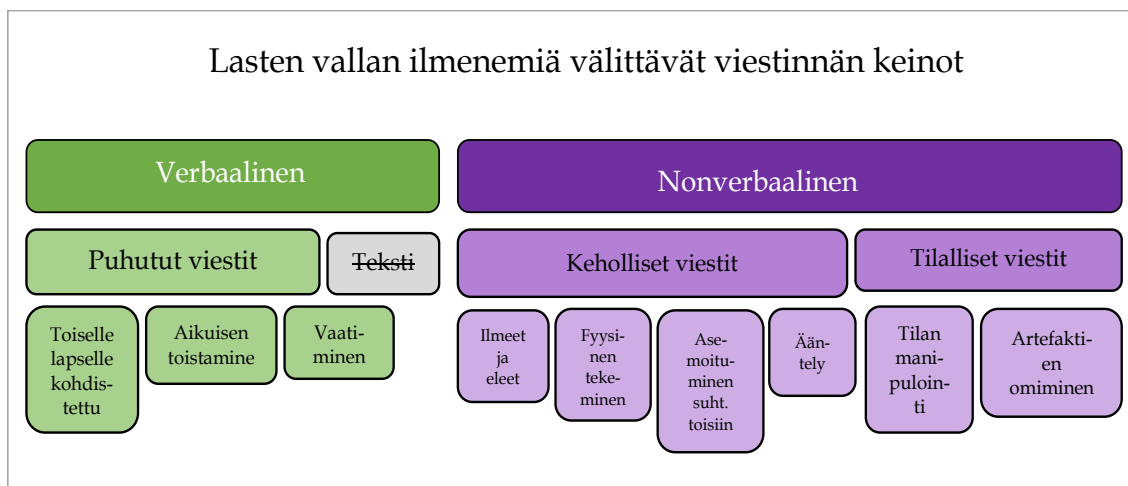 Lasten vallan ilmenemiä välittävät viestinnän keinot
Verbaalinen
Nonverbaalinen
Puhutut viestit
Teksti
Keholliset viestit
Tilalliset viestit
Toiselle
lapselle
kohdis-
tettu
Aikuisen
toistamine
Vaati-
minen
Ilmeet
ja
eleet
Fyysi-
nen
teke-
minen
Ase-
moitu-
minen
suht.
toisiin
Ään-
tely
Tilan
mani-
puloin-
ti
Artefakti-
en
omiminen